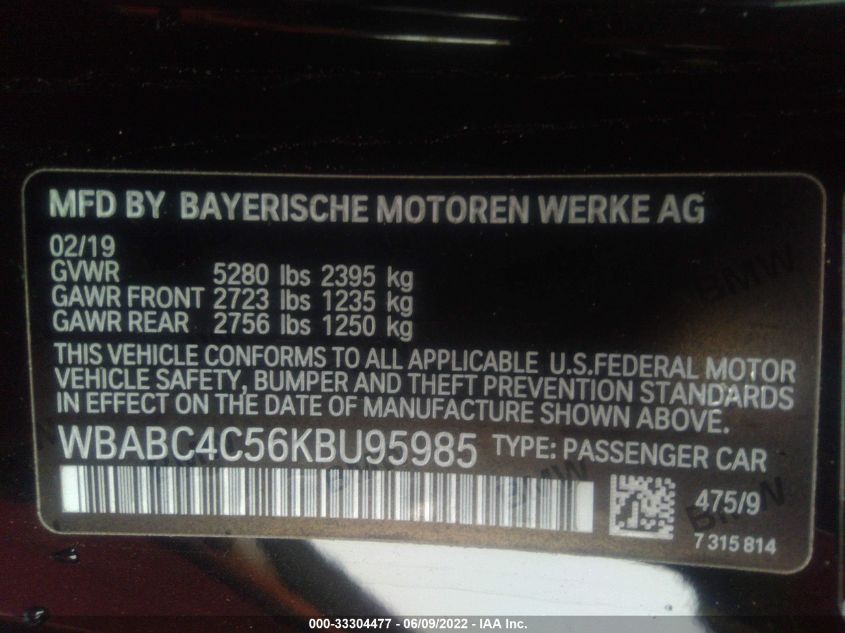 MFD BY BAYERISCHE MOTOREN WERKE AG
02/19
GVWR 5280 lbs 2395 kg
GAWR FRONT 2723 lbs 1235 kg
GAWR REAR 2756 lbs 1250 kg
THIS VEHICLE CONFORMS TO ALL APPLICABLE U.S.FEDERAL MOTOR
VEHICLE SAFETY, BUMPER AND THEFT PREVENTION STANDARDS
IN EFFECT ON THE DATE OF MANUFACTURE SHOWN ABOVE.
WBABC4C56KBU95985 TYPE: PASSENGER CAR
475/9
7 315 814
BMW
BMW
BMW
000-33304477 - 06/09/2022 - IAA Inc.